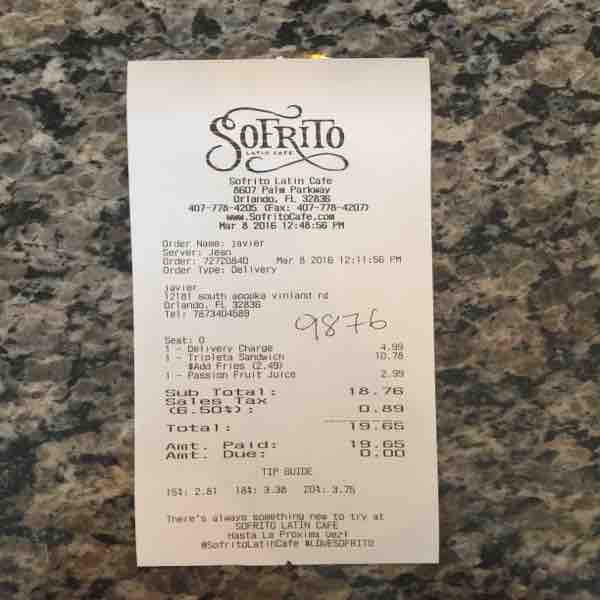 SOFRITO
LATIN CAFE
Sofrito Latin Cafe
8607 Palm Parkway
Orlando, FL 32836
407-778-4205 (Fax: 407-778-4207)
www.SofritoCafe.com
Mar 8 2016 12:48:56 PM
Order Name: javier
Server: Jean
Order: 72720840 Mar 8 2016 12:11:56 PM
Order Type: Delivery
javier
12181 south apopka vinland rd
Orlando, FL 32836
Tel: 7873404589
9876
Seat: 0
1 - Delivery Charge 4.99
1 - Tripleta Sandwich 10.78
#Add Fries (2.49)
1 - Passion Fruit Juice 2.99
Sub Total: 18.76
Sales Tax
(6.50%): 0.89
Total: 19.65
Amt. Paid: 19.65
Amt. Due: 0.00
TIP GUIDE
15%: 2.81 18%: 3.38 20%: 3.75
There's always something new to try at
SOFRITO LATIN CAFE
Hasta La Proxima Vez!
@SofritoLatinCafe #LOVESOFRITO